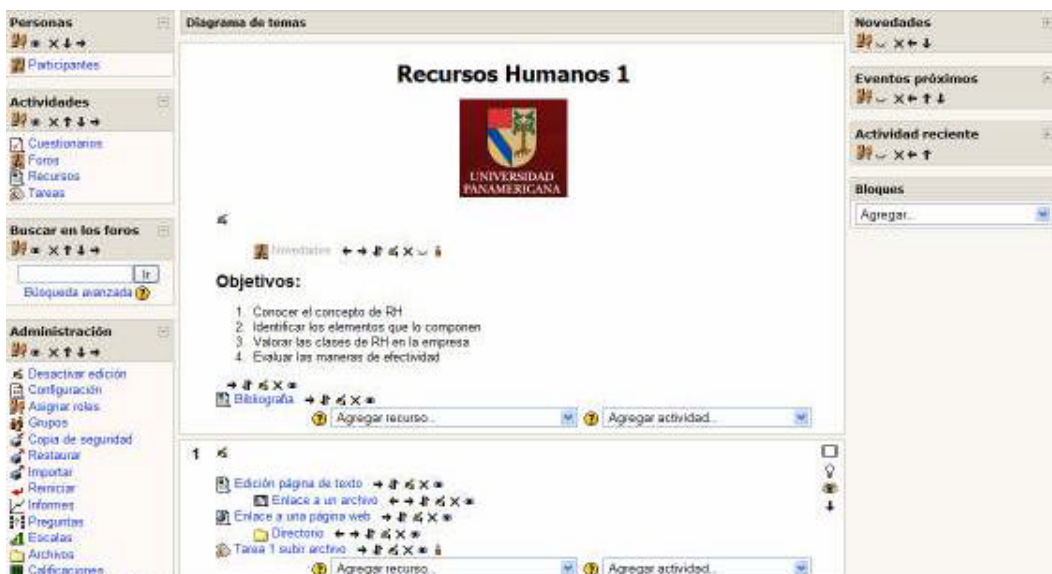 Personas
Participantes
Actividades
Cuestionarios
Foros
Recursos
Tareas
Buscar en los foros
Ir
Búsqueda avanzada
Administración
Desactivar edición
Configuración
Asignar roles
Grupos
Copia de seguridad
Restaurar
Importar
Reiniciar
Informes
Preguntas
Escalas
Archivos
Calificaciones
Diagrama de temas
Recursos Humanos 1
UNIVERSIDAD
PANAMERICANA
Novedades
Objetivos:
1. Conocer el concepto de RH
2. Identificar los elementos que lo componen
3. Valorar las clases de RH en la empresa
4. Evaluar las maneras de efectividad
Bibliografía
Agregar recurso... Agregar actividad...
1
Edición página de texto
Enlace a un archivo
Enlace a una página web
Directorio
Tarea 1 subir archivo
Agregar recurso... Agregar actividad...
Novedades
Eventos próximos
Actividad reciente
Bloques
Agregar...